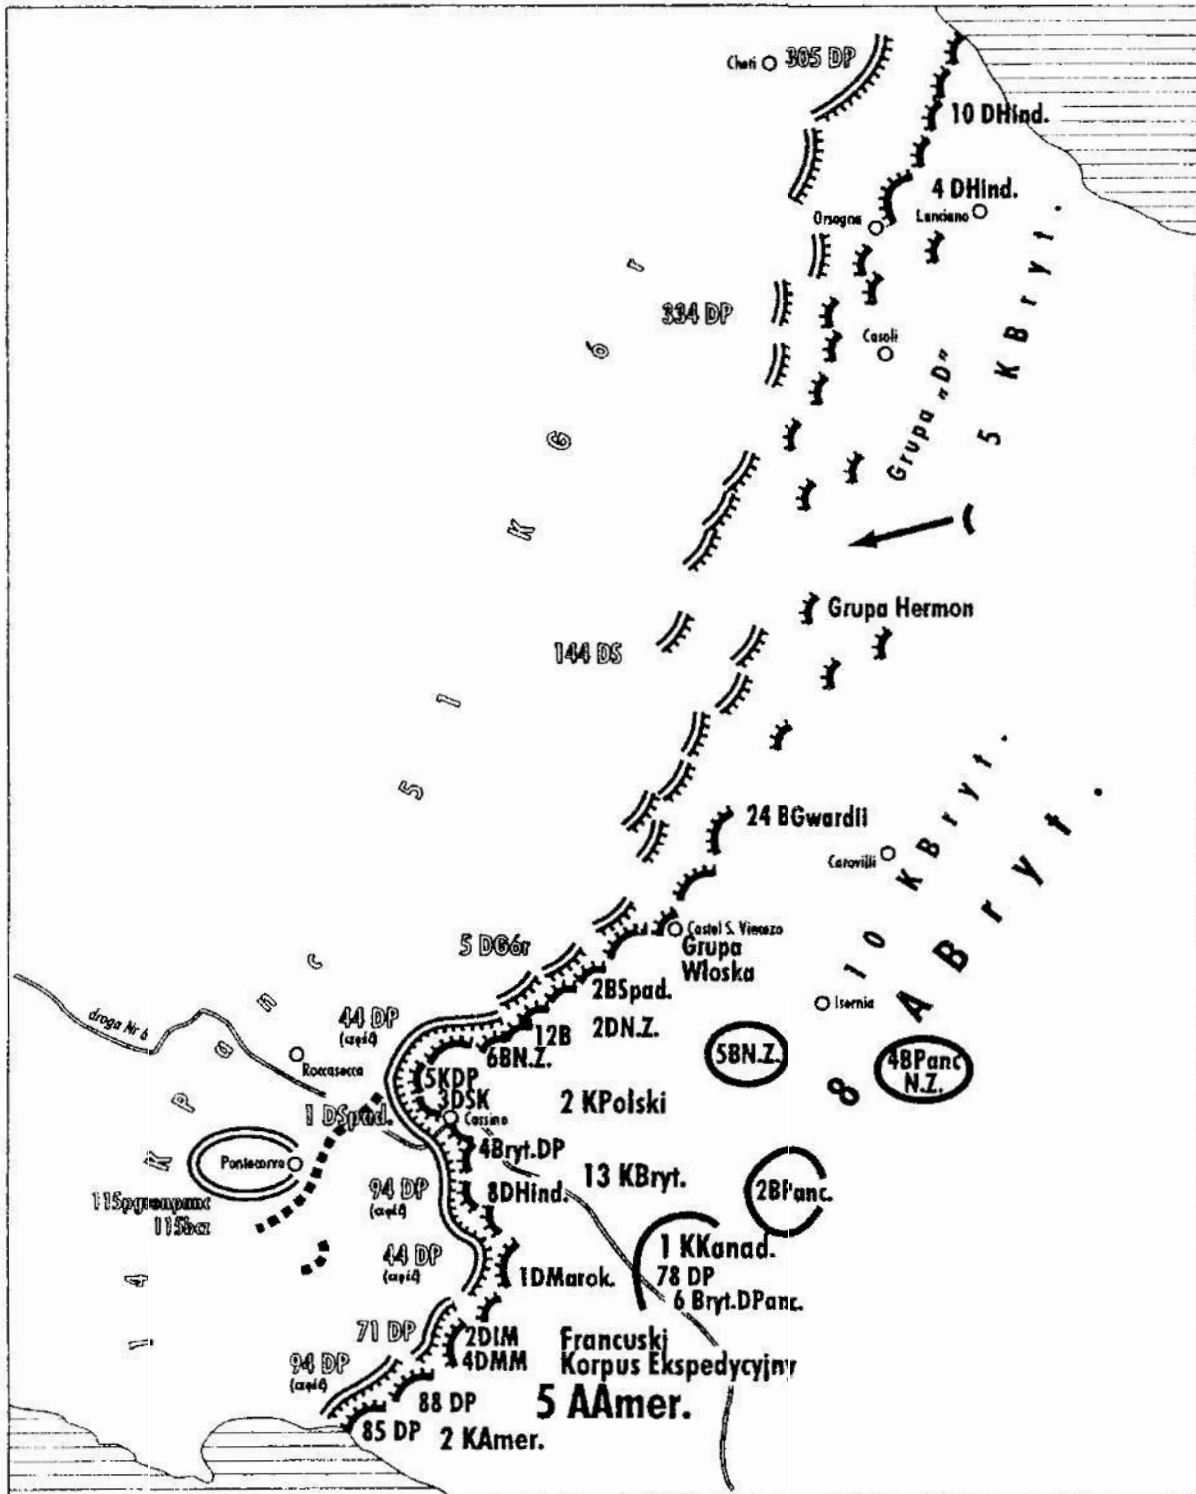 Cheti
305 DP
10 DHind.
4 DHind.
Orsogna
Lanciano
5 KBryt.
334 DP
Casoli
Grupa „D"
51 KGór
Grupa Hermon
144 DS
24 BGwardii
Carovilli
10 KBryt.
8 ABryt.
Castel S. Vincezo
5 DGór
Grupa
Włoska
Isernia
2BSpad.
droga Nr 6
44 DP
(część)
12B
2DN.Z.
6BN.Z.
5BN.Z.
4BPanc
N.Z.
Roccasecca
5KDP
3DSK
2 KPolski
1 DSpad.
Cassino
14 KPanc
4Bryt.DP
Pontecorvo
13 KBryt.
94 DP
(część)
8DHind.
2BPanc.
115pgrenpanc
115bcz
44 DP
(część)
1DMarok.
1 KKanad.
78 DP
6 Bryt.DPanc.
71 DP
2DIM
4DMM
Francuski
Korpus Ekspedycyjny
94 DP
(część)
88 DP
5 AAmer.
85 DP
2 KAmer.